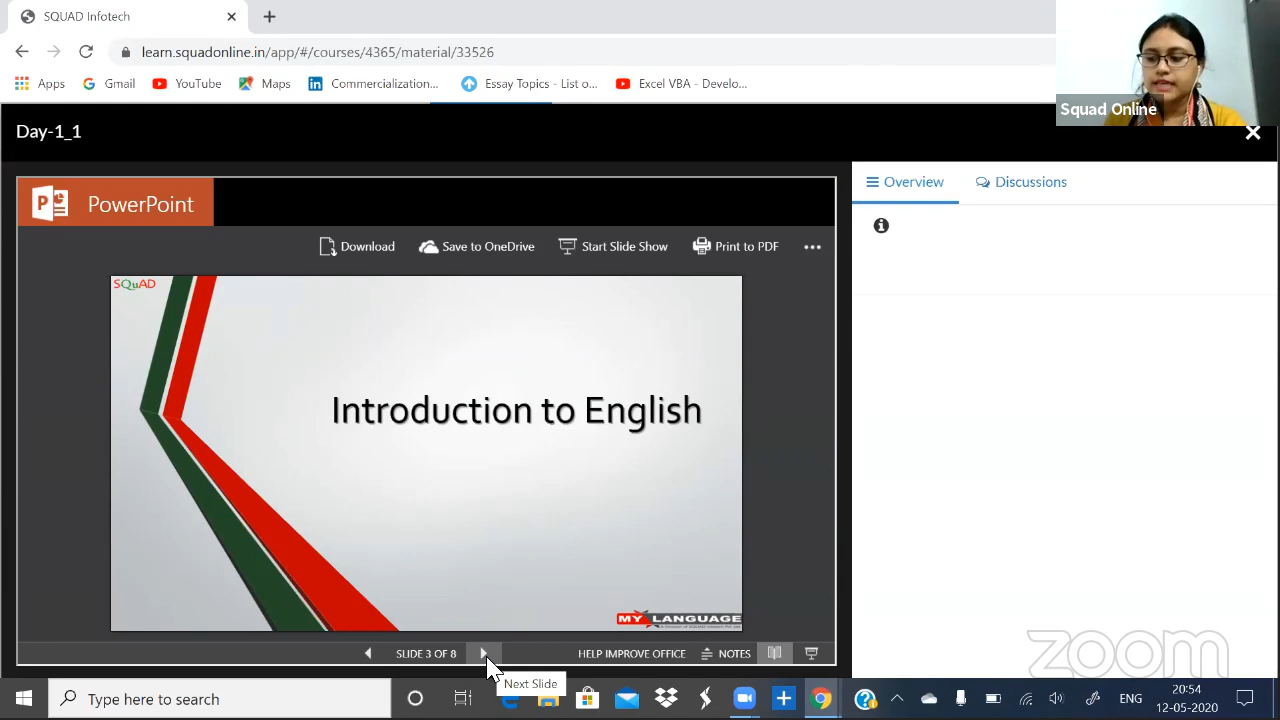 SQUAD Infotech
learn.squadonline.in/app/#/courses/4365/material/33526
Apps
Gmail
YouTube
Maps
Commercialization...
Essay Topics - List o...
Excel VBA - Develo...
Squad Online
Day-1_1
PowerPoint
Overview
Discussions
Download
Save to OneDrive
Start Slide Show
Print to PDF
SQuAD
Introduction to English
MY LANGUAGE
SLIDE 3 OF 8
HELP IMPROVE OFFICE
NOTES
Next Slide
zoom
Type here to search
ENG
20:54
12-05-2020